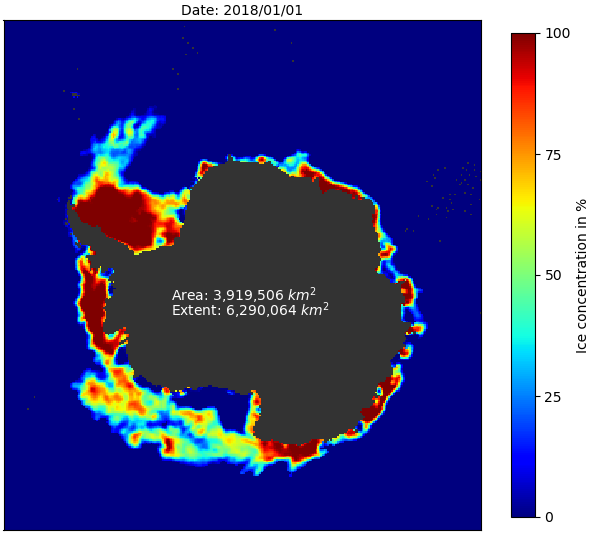 Date: 2018/01/01
100
75
50
25
0
Ice concentration in %
Area: 3,919,506 km²
Extent: 6,290,064 km²